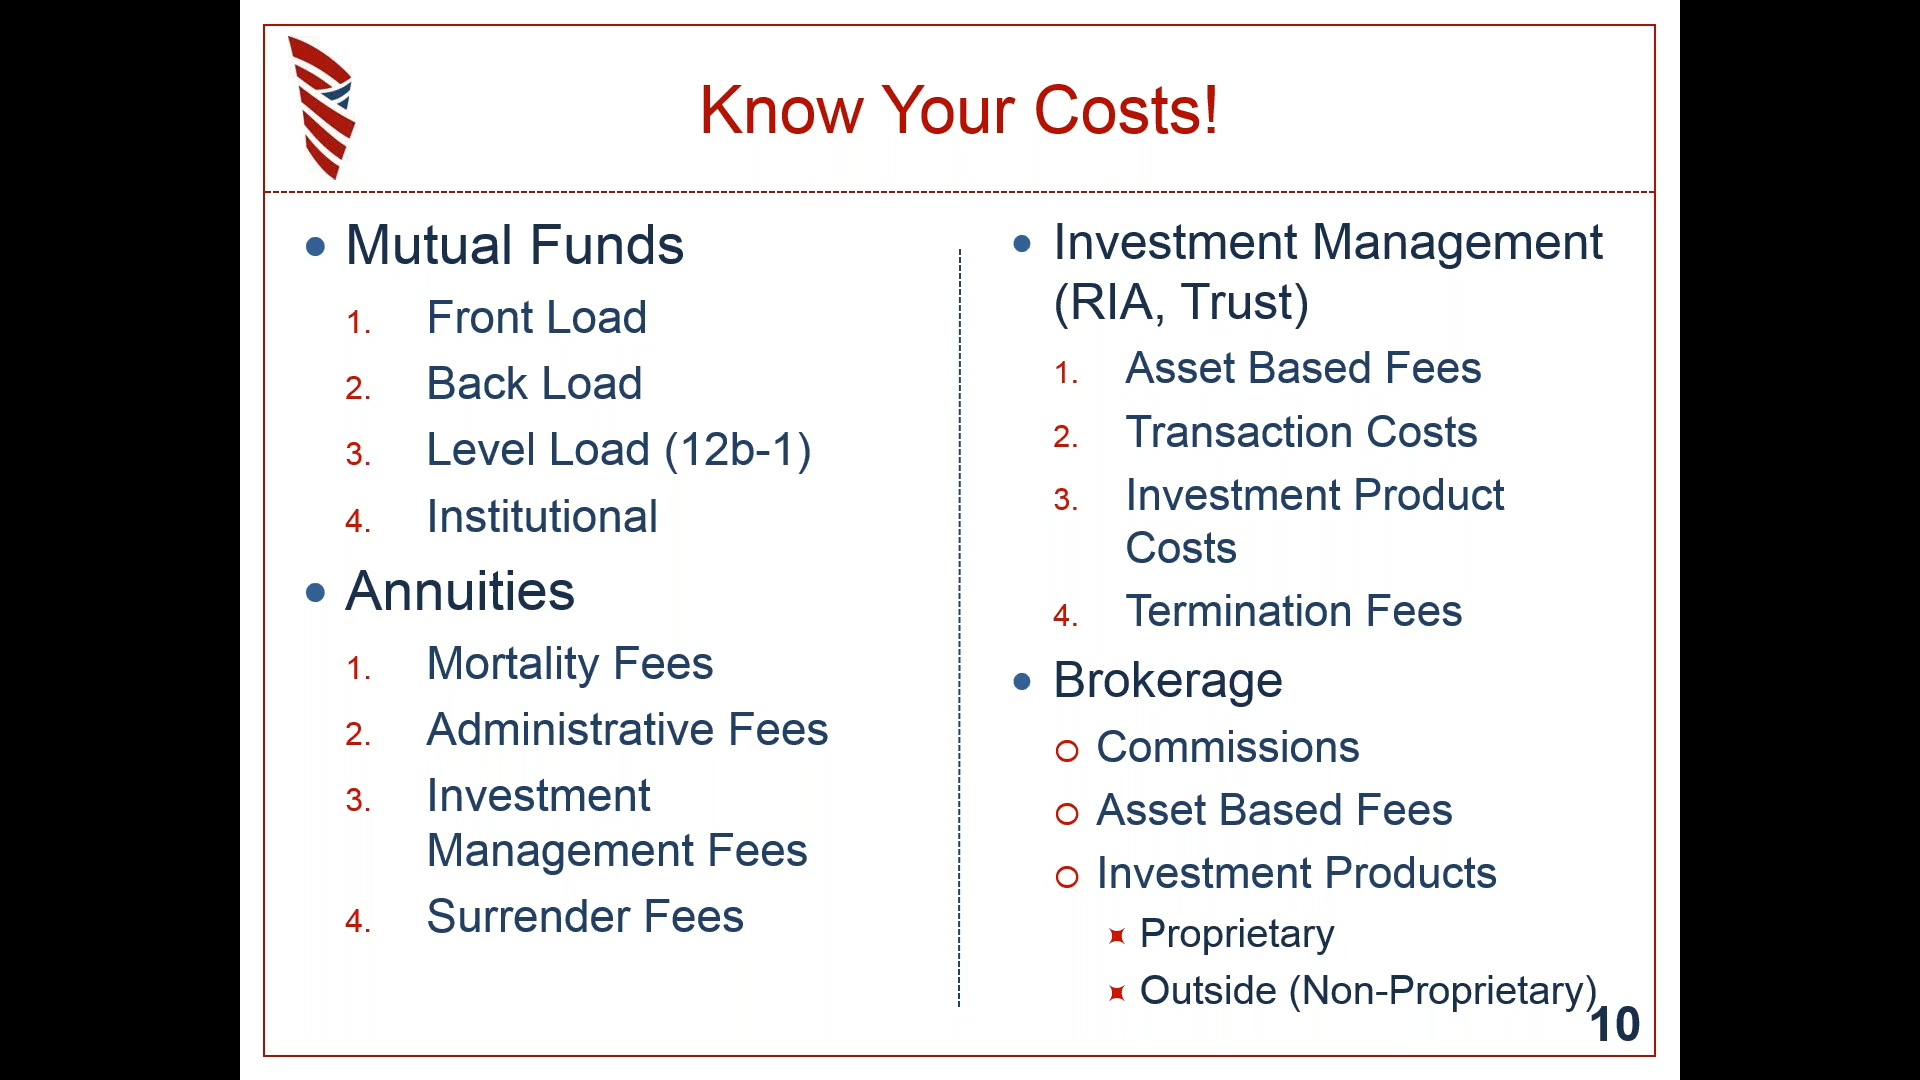 Know Your Costs!
• Mutual Funds
1. Front Load
2. Back Load
3. Level Load (12b-1)
4. Institutional
• Annuities
1. Mortality Fees
2. Administrative Fees
3. Investment
Management Fees
4. Surrender Fees
• Investment Management
(RIA, Trust)
1. Asset Based Fees
2. Transaction Costs
3. Investment Product
Costs
4. Termination Fees
• Brokerage
Commissions
Asset Based Fees
Investment Products
Proprietary
Outside (Non-Proprietary)
10